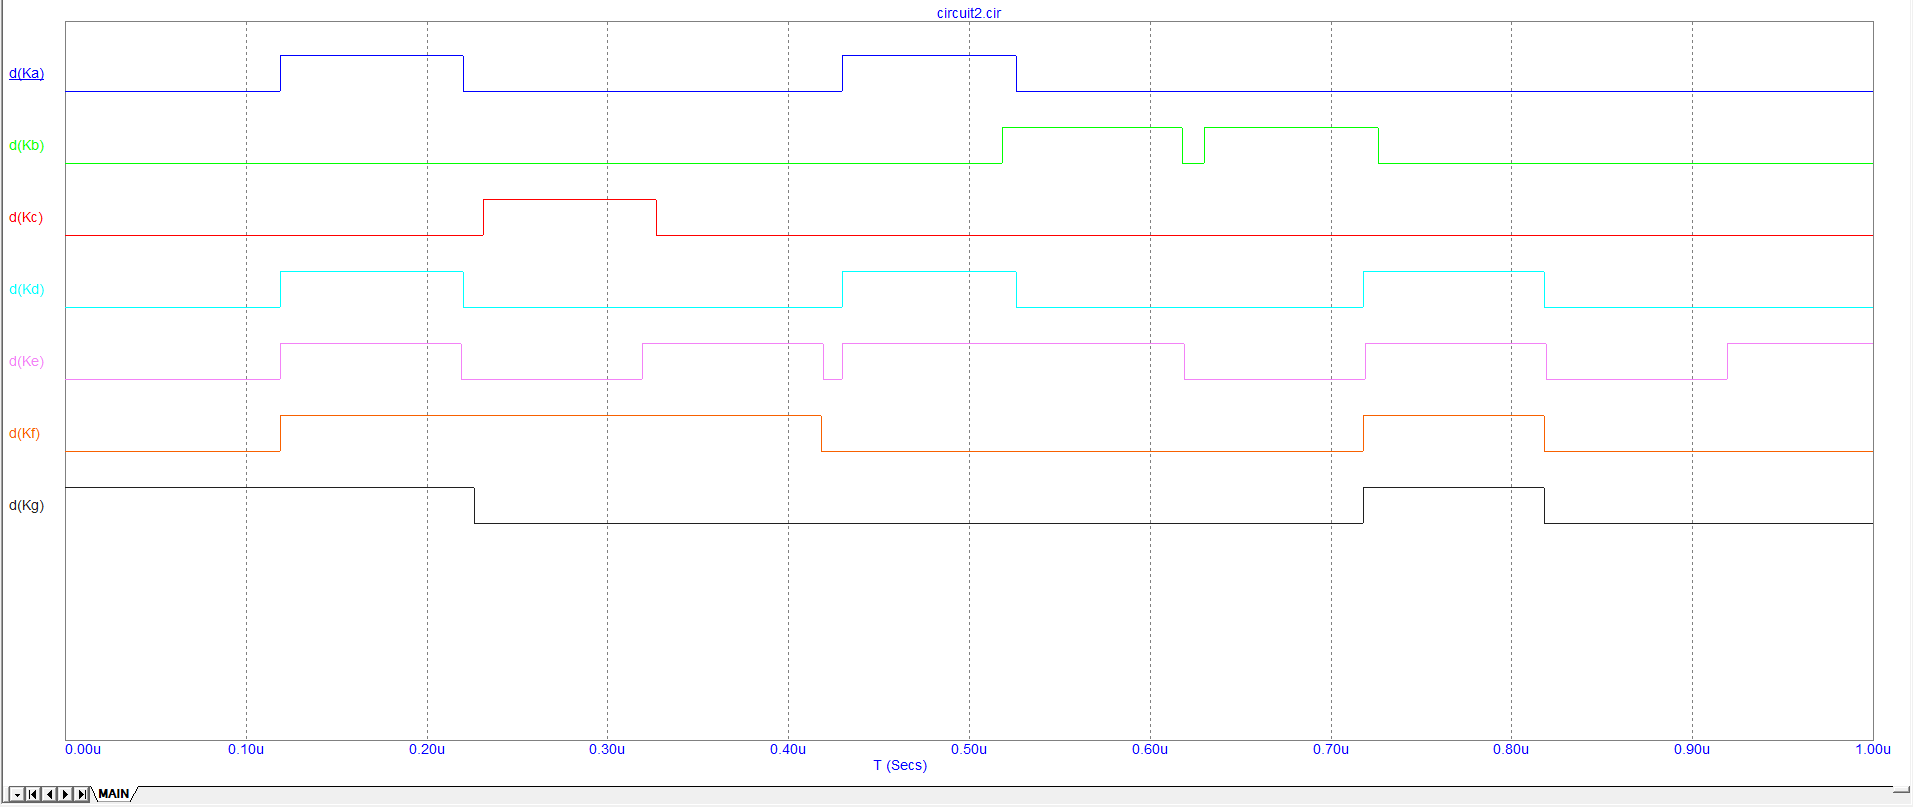 circuit2.cir
d(Ka)
d(Kb)
d(Kc)
d(Kd)
d(Ke)
d(Kf)
d(Kg)
0.00u 0.10u 0.20u 0.30u 0.40u 0.50u 0.60u 0.70u 0.80u 0.90u 1.00u
T (Secs)
MAIN